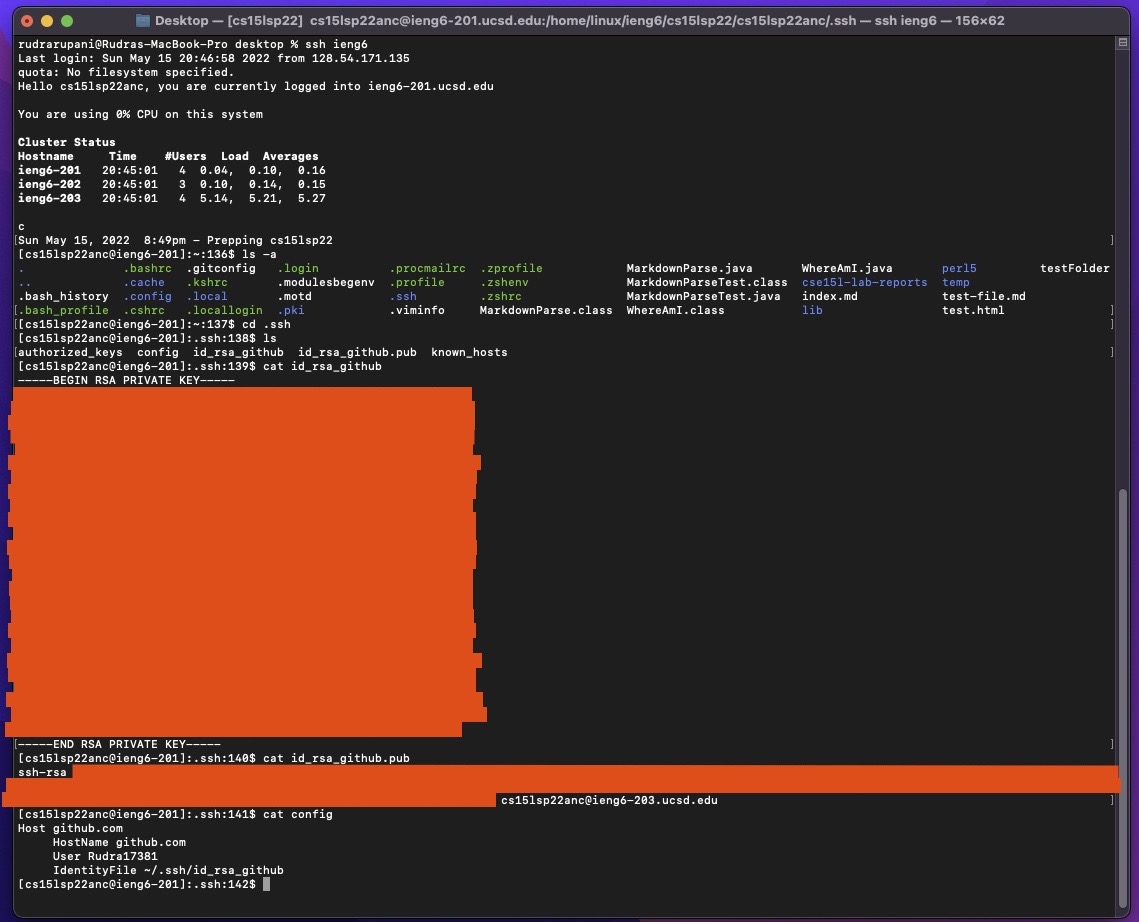 Desktop — [cs15lsp22] cs15lsp22anc@ieng6-201.ucsd.edu:/home/linux/ieng6/cs15lsp22/cs15lsp22anc/.ssh — ssh ieng6 — 156×62
rudrarupani@Rudras-MacBook-Pro desktop % ssh ieng6
Last login: Sun May 15 20:46:58 2022 from 128.54.171.135
quota: No filesystem specified.
Hello cs15lsp22anc, you are currently logged into ieng6-201.ucsd.edu
You are using 0% CPU on this system
Cluster Status
Hostname     Time    #Users  Load  Averages
ieng6-201   20:45:01   4  0.04,  0.10,  0.16
ieng6-202   20:45:01   3  0.10,  0.14,  0.15
ieng6-203   20:45:01   4  5.14,  5.21,  5.27
c
[Sun May 15, 2022  8:49pm - Prepping cs15lsp22 ]
[cs15lsp22anc@ieng6-201]:~:136$ ls -a
.  .bashrc  .gitconfig  .login  .procmailrc  .zprofile  MarkdownParse.java  WhereAmI.java  perl5  testFolder
..  .cache  .kshrc  .modulesbegenv  .profile  .zshenv  MarkdownParseTest.class  cse15l-lab-reports  temp
.bash_history  .config  .local  .motd  .ssh  .zshrc  MarkdownParseTest.java  index.md  test-file.md
[.bash_profile  .cshrc  .locallogin  .pki  .viminfo  MarkdownParse.class  WhereAmI.class  lib  test.html ]
[[cs15lsp22anc@ieng6-201]:~:137$ cd .ssh ]
[cs15lsp22anc@ieng6-201]:.ssh:138$ ls
[authorized_keys  config  id_rsa_github  id_rsa_github.pub  known_hosts ]
[cs15lsp22anc@ieng6-201]:.ssh:139$ cat id_rsa_github
-----BEGIN RSA PRIVATE KEY-----
[-----END RSA PRIVATE KEY----- ]
[cs15lsp22anc@ieng6-201]:.ssh:140$ cat id_rsa_github.pub
ssh-rsa
cs15lsp22anc@ieng6-203.ucsd.edu ]
[cs15lsp22anc@ieng6-201]:.ssh:141$ cat config
Host github.com
     HostName github.com
     User Rudra17381
     IdentityFile ~/.ssh/id_rsa_github
[cs15lsp22anc@ieng6-201]:.ssh:142$